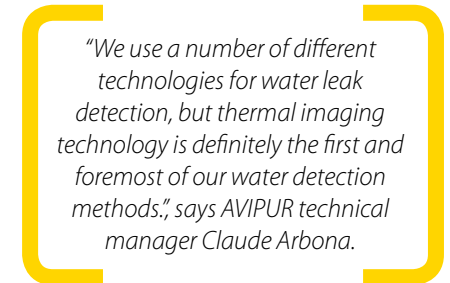 “We use a number of different
technologies for water leak
detection, but thermal imaging
technology is definitely the first and
foremost of our water detection
methods.”, says AVIPUR technical
manager Claude Arbona.